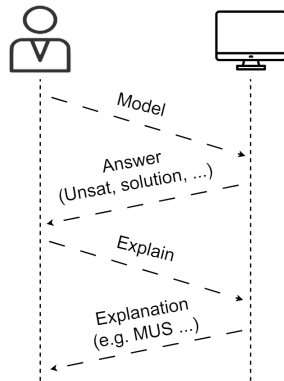 Model
Answer
(Unsat, solution, ...)
Explain
Explanation
(e.g. MUS ...)